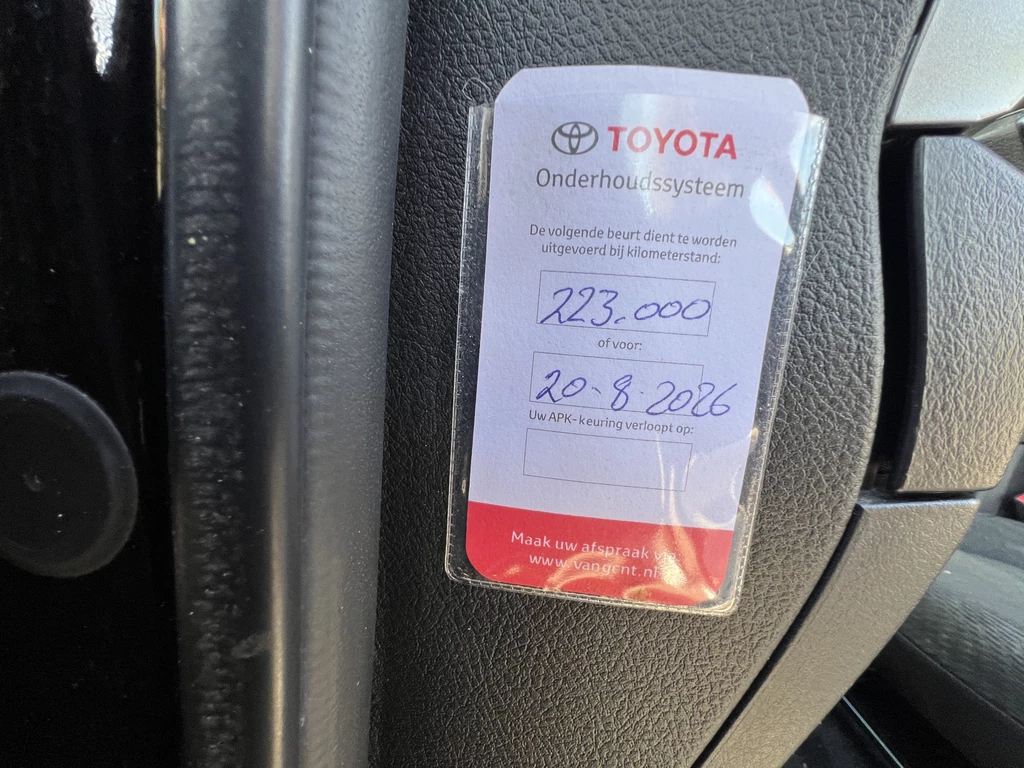 TOYOTA
Onderhoudssysteem
De volgende beurt dient te worden
uitgevoerd bij kilometerstand:
223.000
of voor:
20-8-2026
Uw APK-keuring verloopt op:
Maak uw afspraak via
www.vangent.nl